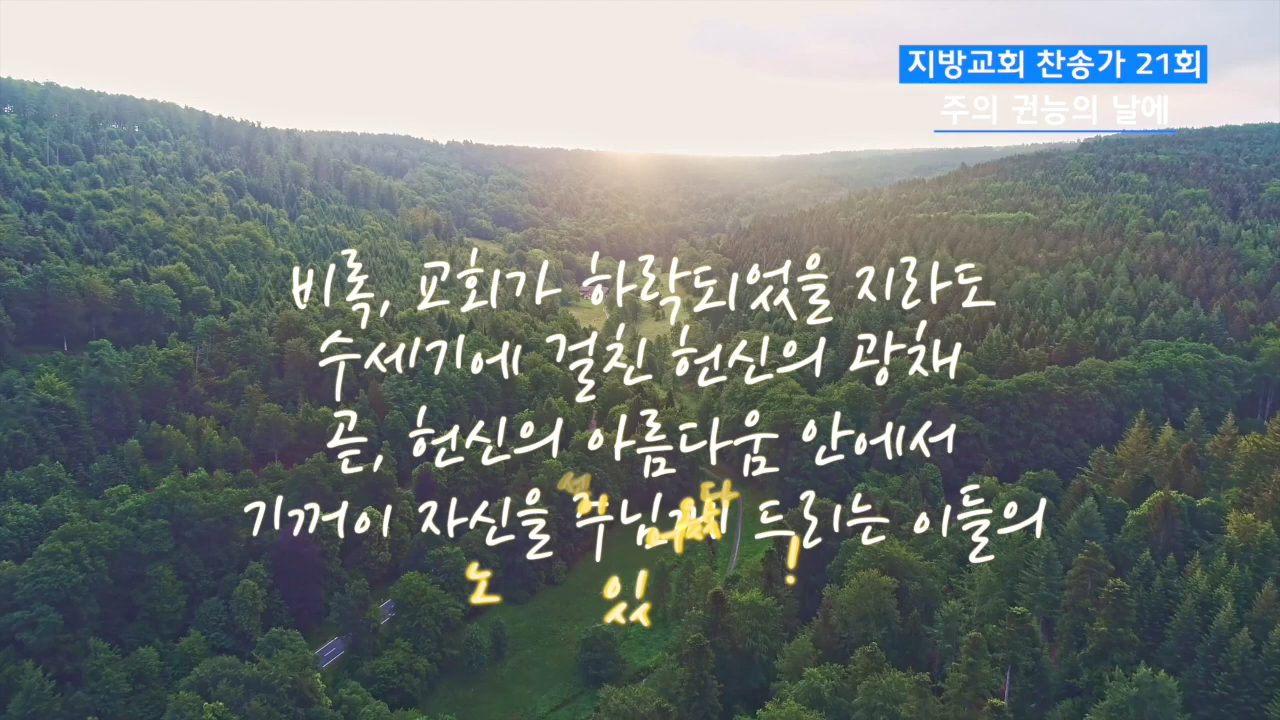 지방교회 찬송가 21회
주의 권능의 날에
비록, 교회가 하락되었을 지라도
수세기에 걸친 헌신의 광채
곧, 헌신의 아름다움 안에서
기꺼이 자신을 주님께 드리는 이들의
노 있 !